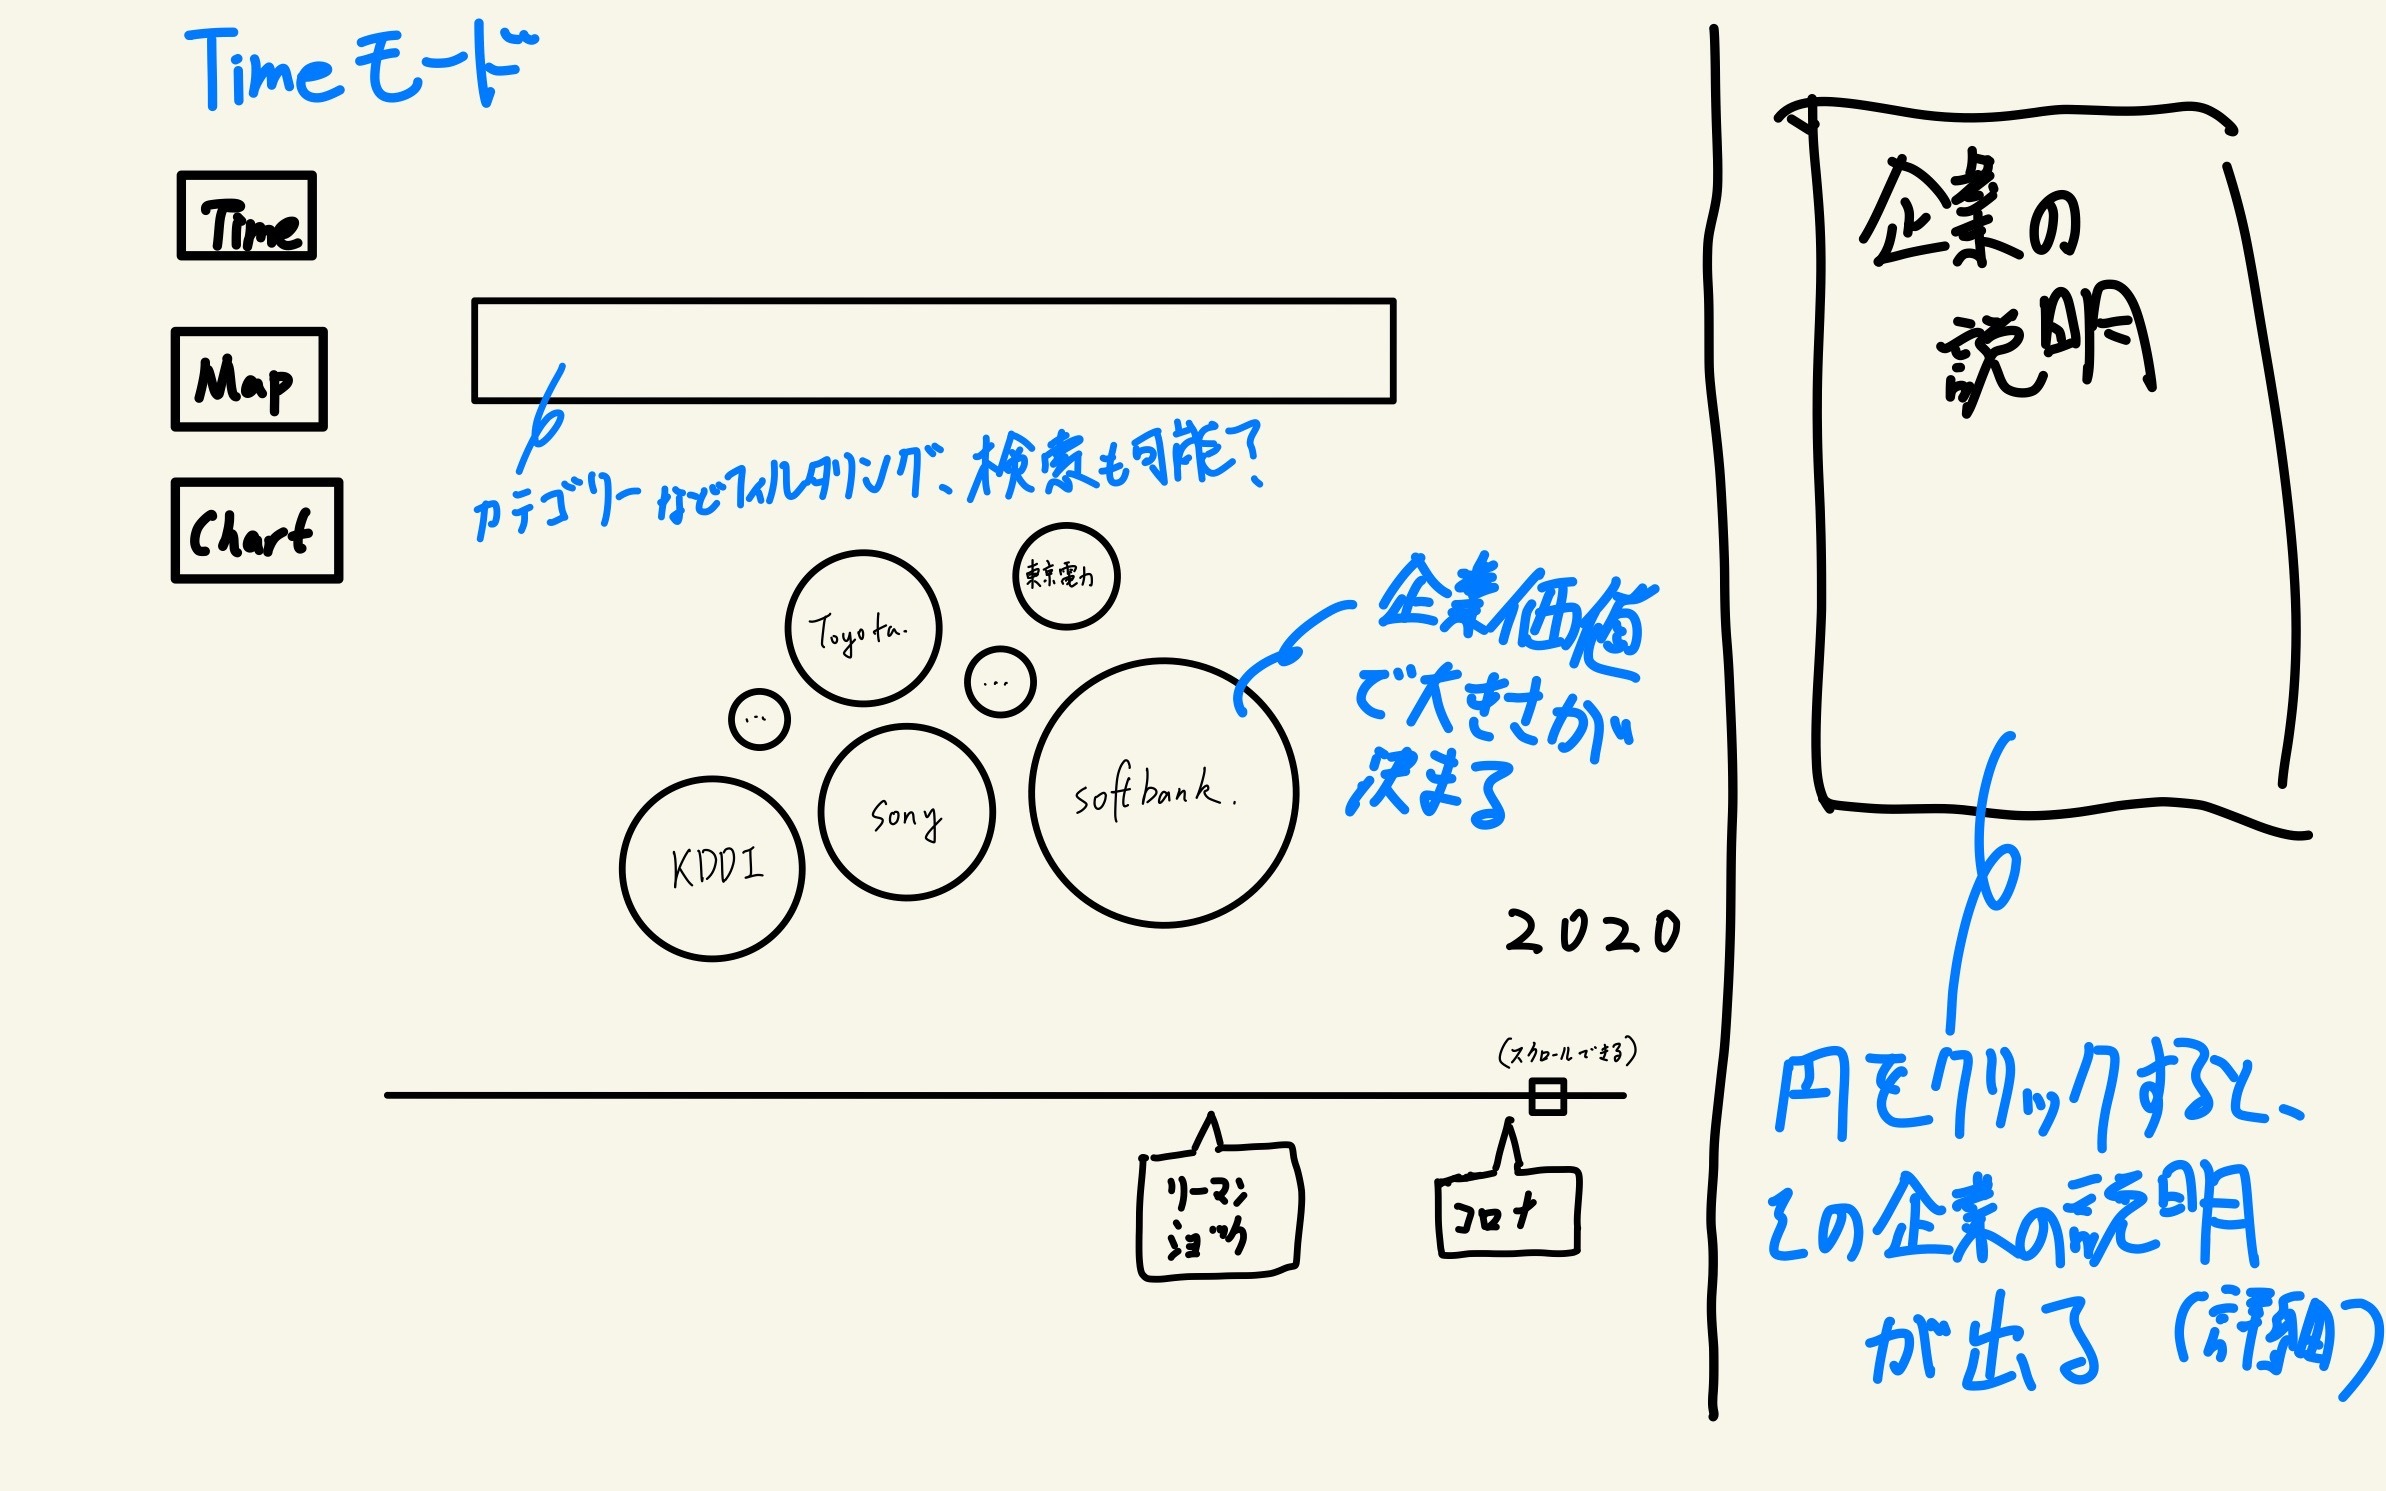 Timeモード
Time
Map
Chart
カテゴリーなどフィルタリング、検索も可能?
Toyota.
東京電力
...
...
KDDI
Sony
softbank.
企業価値
で大きさが
決まる
2020
(スクロールできる)
リーマン
ショック
コロナ
企業の
説明
円をクリックすると、
その企業の説明
が出る (詳細)